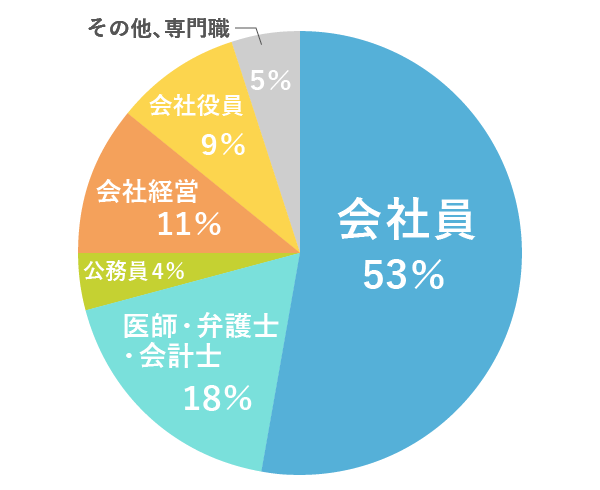 その他、専門職
5%
会社役員
9%
会社経営
11%
会社員
53%
公務員4%
医師・弁護士
・会計士
18%